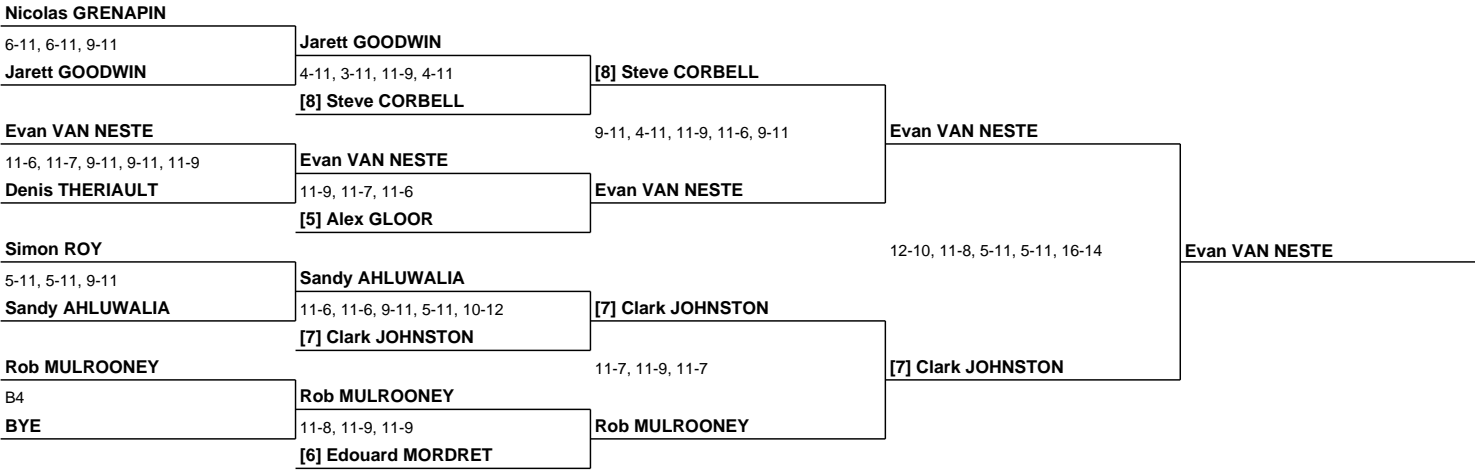 Nicolas GRENAPIN
6-11, 6-11, 9-11
Jarett GOODWIN
Jarett GOODWIN
4-11, 3-11, 11-9, 4-11
[8] Steve CORBELL
[8] Steve CORBELL
Evan VAN NESTE
11-6, 11-7, 9-11, 9-11, 11-9
Denis THERIAULT
Evan VAN NESTE
11-9, 11-7, 11-6
[5] Alex GLOOR
9-11, 4-11, 11-9, 11-6, 9-11
Evan VAN NESTE
Evan VAN NESTE
Simon ROY
5-11, 5-11, 9-11
Sandy AHLUWALIA
Sandy AHLUWALIA
11-6, 11-6, 9-11, 5-11, 10-12
[7] Clark JOHNSTON
[7] Clark JOHNSTON
Rob MULROONEY
B4
BYE
Rob MULROONEY
11-8, 11-9, 11-9
[6] Edouard MORDRET
11-7, 11-9, 11-7
Rob MULROONEY
[7] Clark JOHNSTON
12-10, 11-8, 5-11, 5-11, 16-14
Evan VAN NESTE